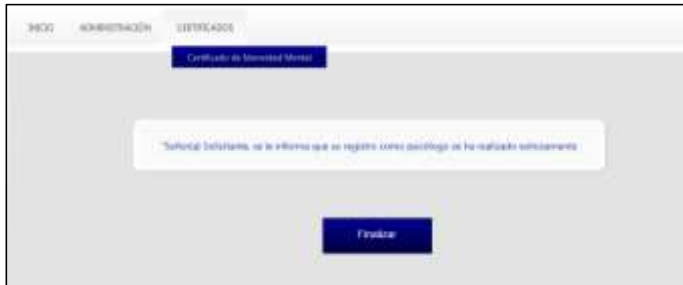 INICIO ADMINISTRACIÓN CERTIFICADOS
Certificado de Idoneidad Mental
"Señor(a) Solicitante, se le informa que su registro como psicólogo se ha realizado exitosamente
Finalizar